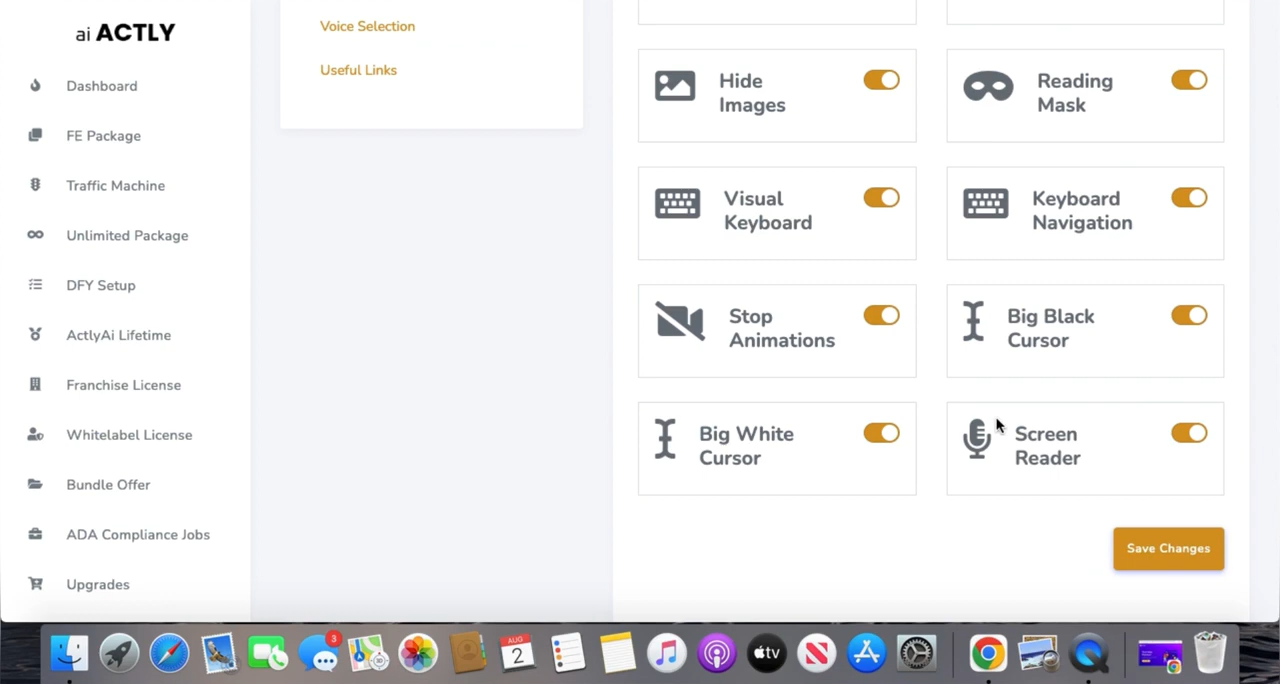 ai ACTLY
Dashboard
FE Package
Traffic Machine
Unlimited Package
DFY Setup
ActlyAi Lifetime
Franchise License
Whitelabel License
Bundle Offer
ADA Compliance Jobs
Upgrades
Voice Selection
Useful Links
Hide
Images
Reading
Mask
Visual
Keyboard
Keyboard
Navigation
Stop
Animations
Big Black
Cursor
Big White
Cursor
Screen
Reader
Save Changes
3
AUG
2
tv